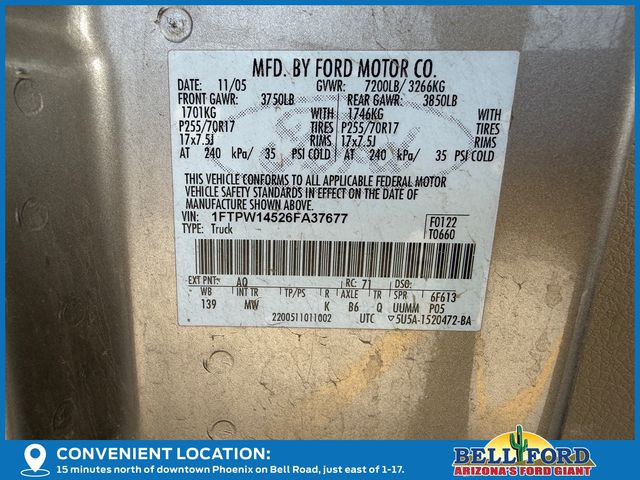 MFD. BY FORD MOTOR CO.
DATE: 11/05 GVWR: 7200LB/ 3266KG
FRONT GAWR: 3750LB REAR GAWR: 3850LB
1701KG WITH 1746KG WITH
P255/70R17 TIRES P255/70R17 TIRES
17x7.5J RIMS 17x7.5J RIMS
AT 240 kPa/ 35 PSI COLD AT 240 kPa/ 35 PSI COLD
THIS VEHICLE CONFORMS TO ALL APPLICABLE FEDERAL MOTOR
VEHICLE SAFETY STANDARDS IN EFFECT ON THE DATE OF
MANUFACTURE SHOWN ABOVE.
VIN: 1FTPW14526FA37677 F0122
TYPE: Truck T0660
EXT PNT: AQ RC: 71 DSO:
WB INT TR TP/PS R AXLE TR SPR 6F613
139 MW K B6 Q UUMM P05
2200511011002 UTC ▽5U5A-1520472-BA
CONVENIENT LOCATION:
15 minutes north of downtown Phoenix on Bell Road, just east of 1-17.
BELL FORD
ARIZONA'S FORD GIANT